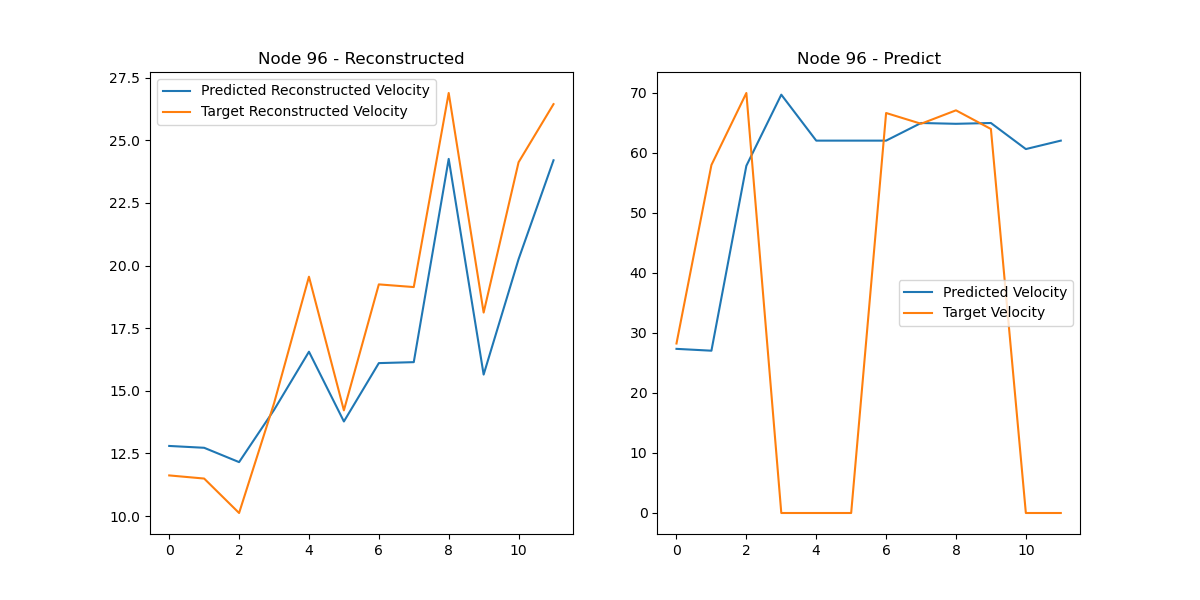 Node 96 - Reconstructed
27.5
25.0
22.5
20.0
17.5
15.0
12.5
10.0
0 2 4 6 8 10
Predicted Reconstructed Velocity
Target Reconstructed Velocity
Node 96 - Predict
70
60
50
40
30
20
10
0
0 2 4 6 8 10
Predicted Velocity
Target Velocity